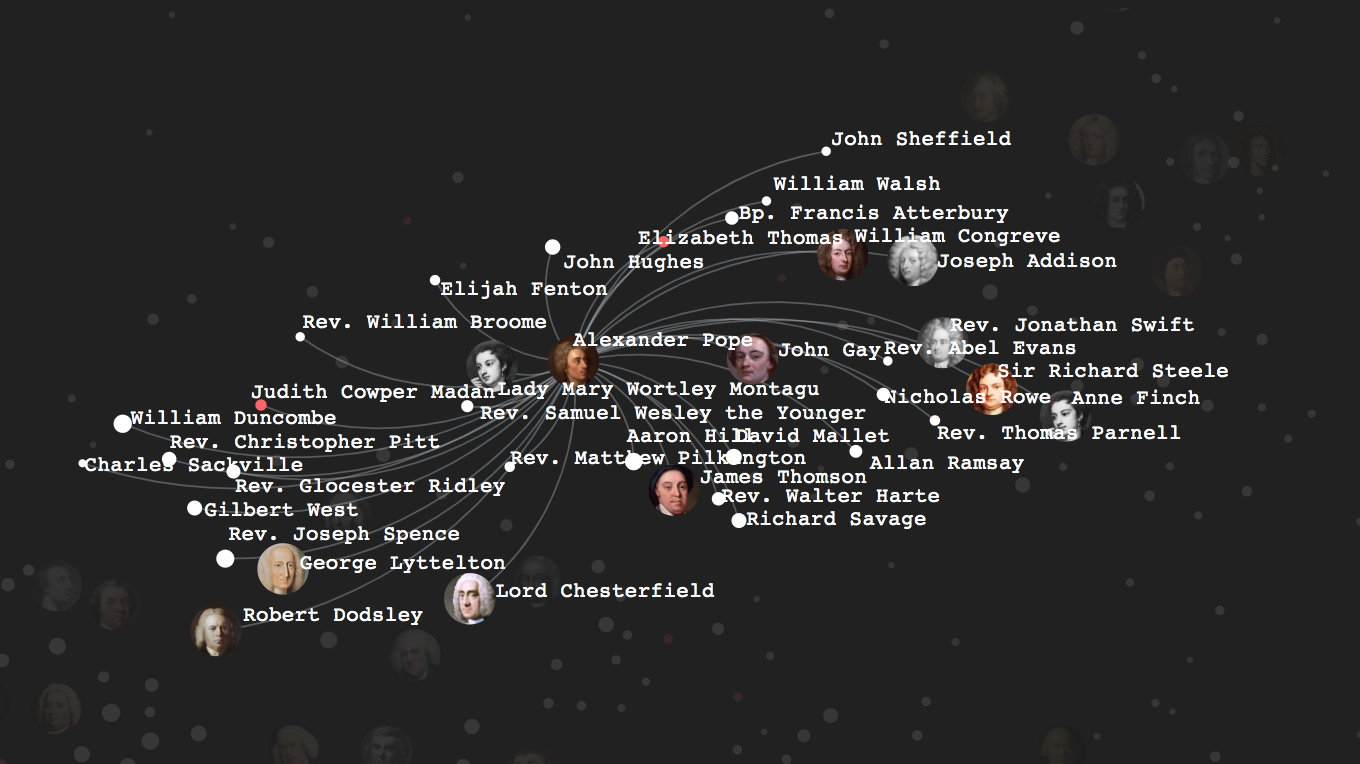 John Sheffield
William Walsh
Bp. Francis Atterbury
Elizabeth Thomas
William Congreve
John Hughes
Joseph Addison
Elijah Fenton
Rev. William Broome
Rev. Jonathan Swift
Alexander Pope
John Gay
Rev. Abel Evans
Sir Richard Steele
Judith Cowper Madan
Lady Mary Wortley Montagu
Nicholas Rowe
Anne Finch
William Duncombe
Rev. Samuel Wesley the Younger
Rev. Christopher Pitt
Aaron Hill
David Mallet
Rev. Thomas Parnell
Charles Sackville
Rev. Matthew Pilkington
Allan Ramsay
Rev. Glocester Ridley
James Thomson
Rev. Walter Harte
Gilbert West
Richard Savage
Rev. Joseph Spence
George Lyttelton
Lord Chesterfield
Robert Dodsley